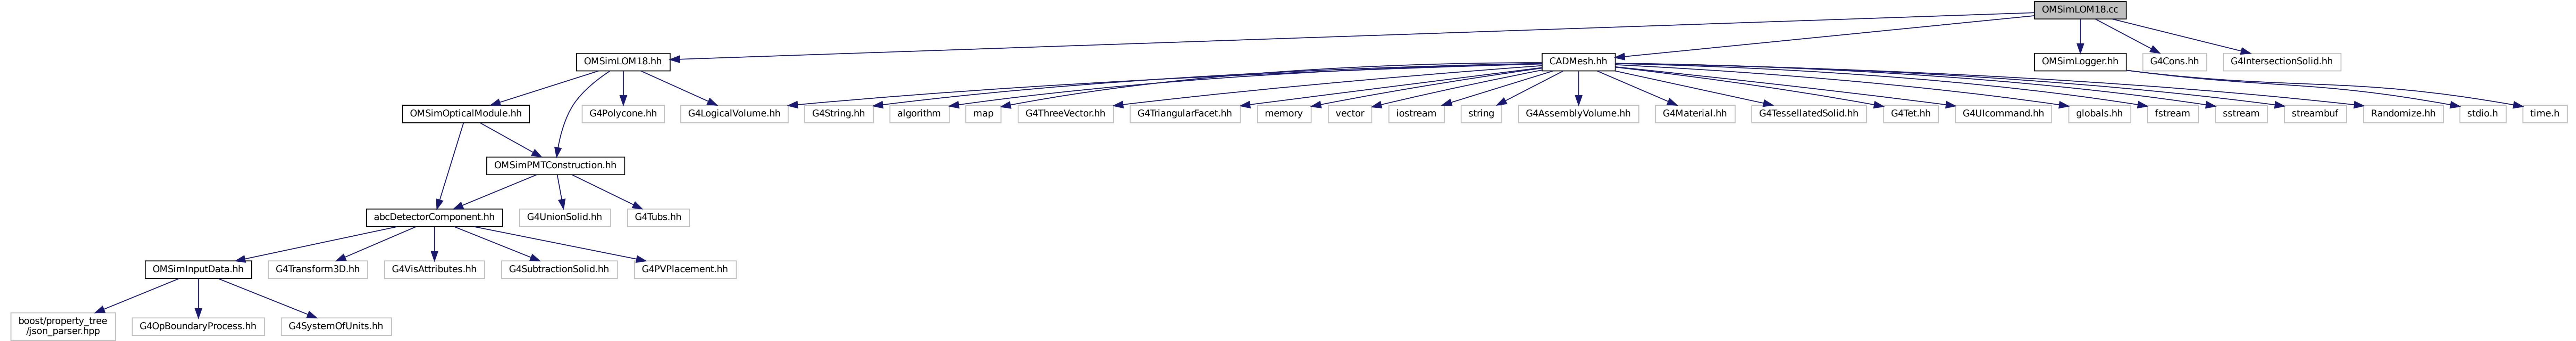 OMSimLOM18.cc
OMSimLOM18.hh
CADMesh.hh
OMSimLogger.hh
G4Cons.hh
G4IntersectionSolid.hh
OMSimOpticalModule.hh
G4Polycone.hh
G4LogicalVolume.hh
G4String.hh
algorithm
map
G4ThreeVector.hh
G4TriangularFacet.hh
memory
vector
iostream
string
G4AssemblyVolume.hh
G4Material.hh
G4TessellatedSolid.hh
G4Tet.hh
G4UIcommand.hh
globals.hh
fstream
sstream
streambuf
Randomize.hh
stdio.h
time.h
OMSimPMTConstruction.hh
abcDetectorComponent.hh
G4UnionSolid.hh
G4Tubs.hh
OMSimInputData.hh
G4Transform3D.hh
G4VisAttributes.hh
G4SubtractionSolid.hh
G4PVPlacement.hh
boost/property_tree
/json_parser.hpp
G4OpBoundaryProcess.hh
G4SystemOfUnits.hh